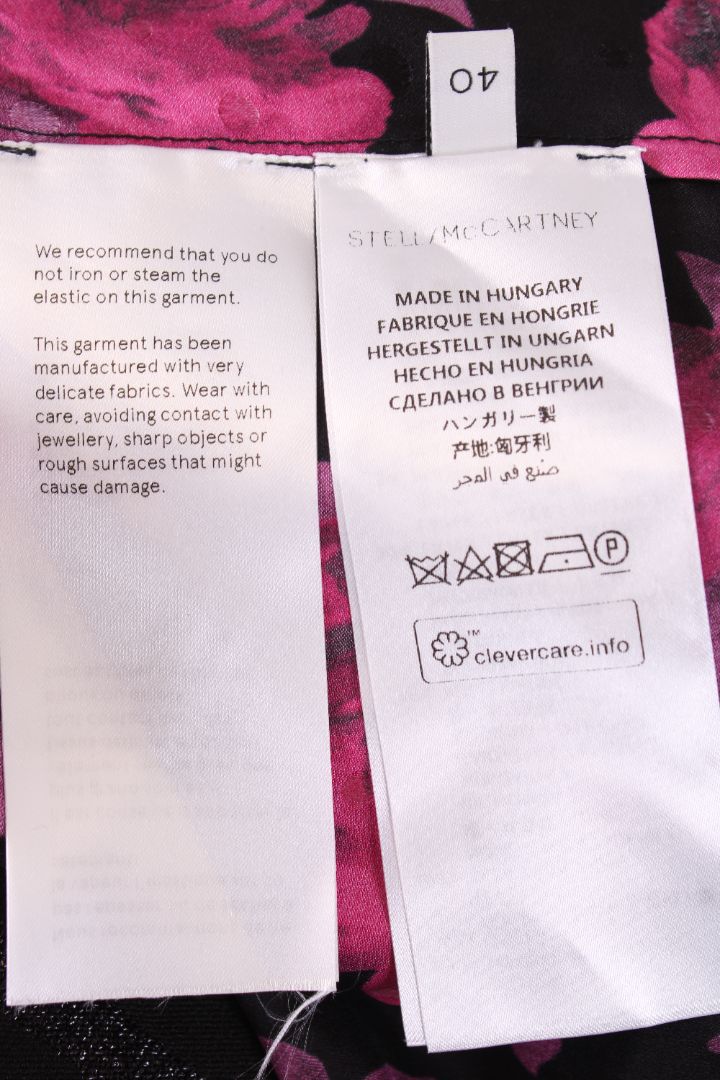 40
We recommend that you do
not iron or steam the
elastic on this garment.
This garment has been
manufactured with very
delicate fabrics. Wear with
care, avoiding contact with
jewellery, sharp objects or
rough surfaces that might
cause damage.
STELLA McCARTNEY
MADE IN HUNGARY
FABRIQUE EN HONGRIE
HERGESTELLT IN UNGARN
HECHO EN HUNGRIA
СДЕЛАНО В ВЕНГРИИ
ハンガリー製
产地:匈牙利
صنع في المجر
P
™ clevercare.info